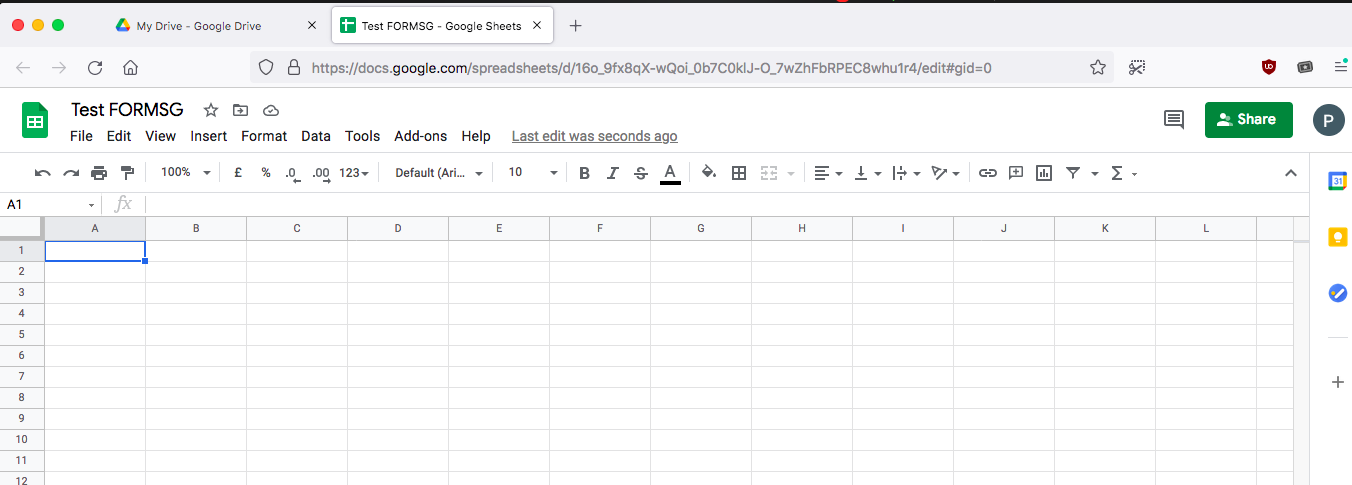 My Drive - Google Drive
Test FORMSG - Google Sheets
https://docs.google.com/spreadsheets/d/16o_9fx8qX-wQoi_0b7C0klJ-O_7wZhFbRPEC8whu1r4/edit#gid=0
Test FORMSG
Share
P
File Edit View Insert Format Data Tools Add-ons Help Last edit was seconds ago
100% £ % .0 .00 123 Default (Ari... 10 B I S A Σ
31
A1 fx
A B C D E F G H I J K L
1
2
3
4
5
6
7
8
9
10
11
12